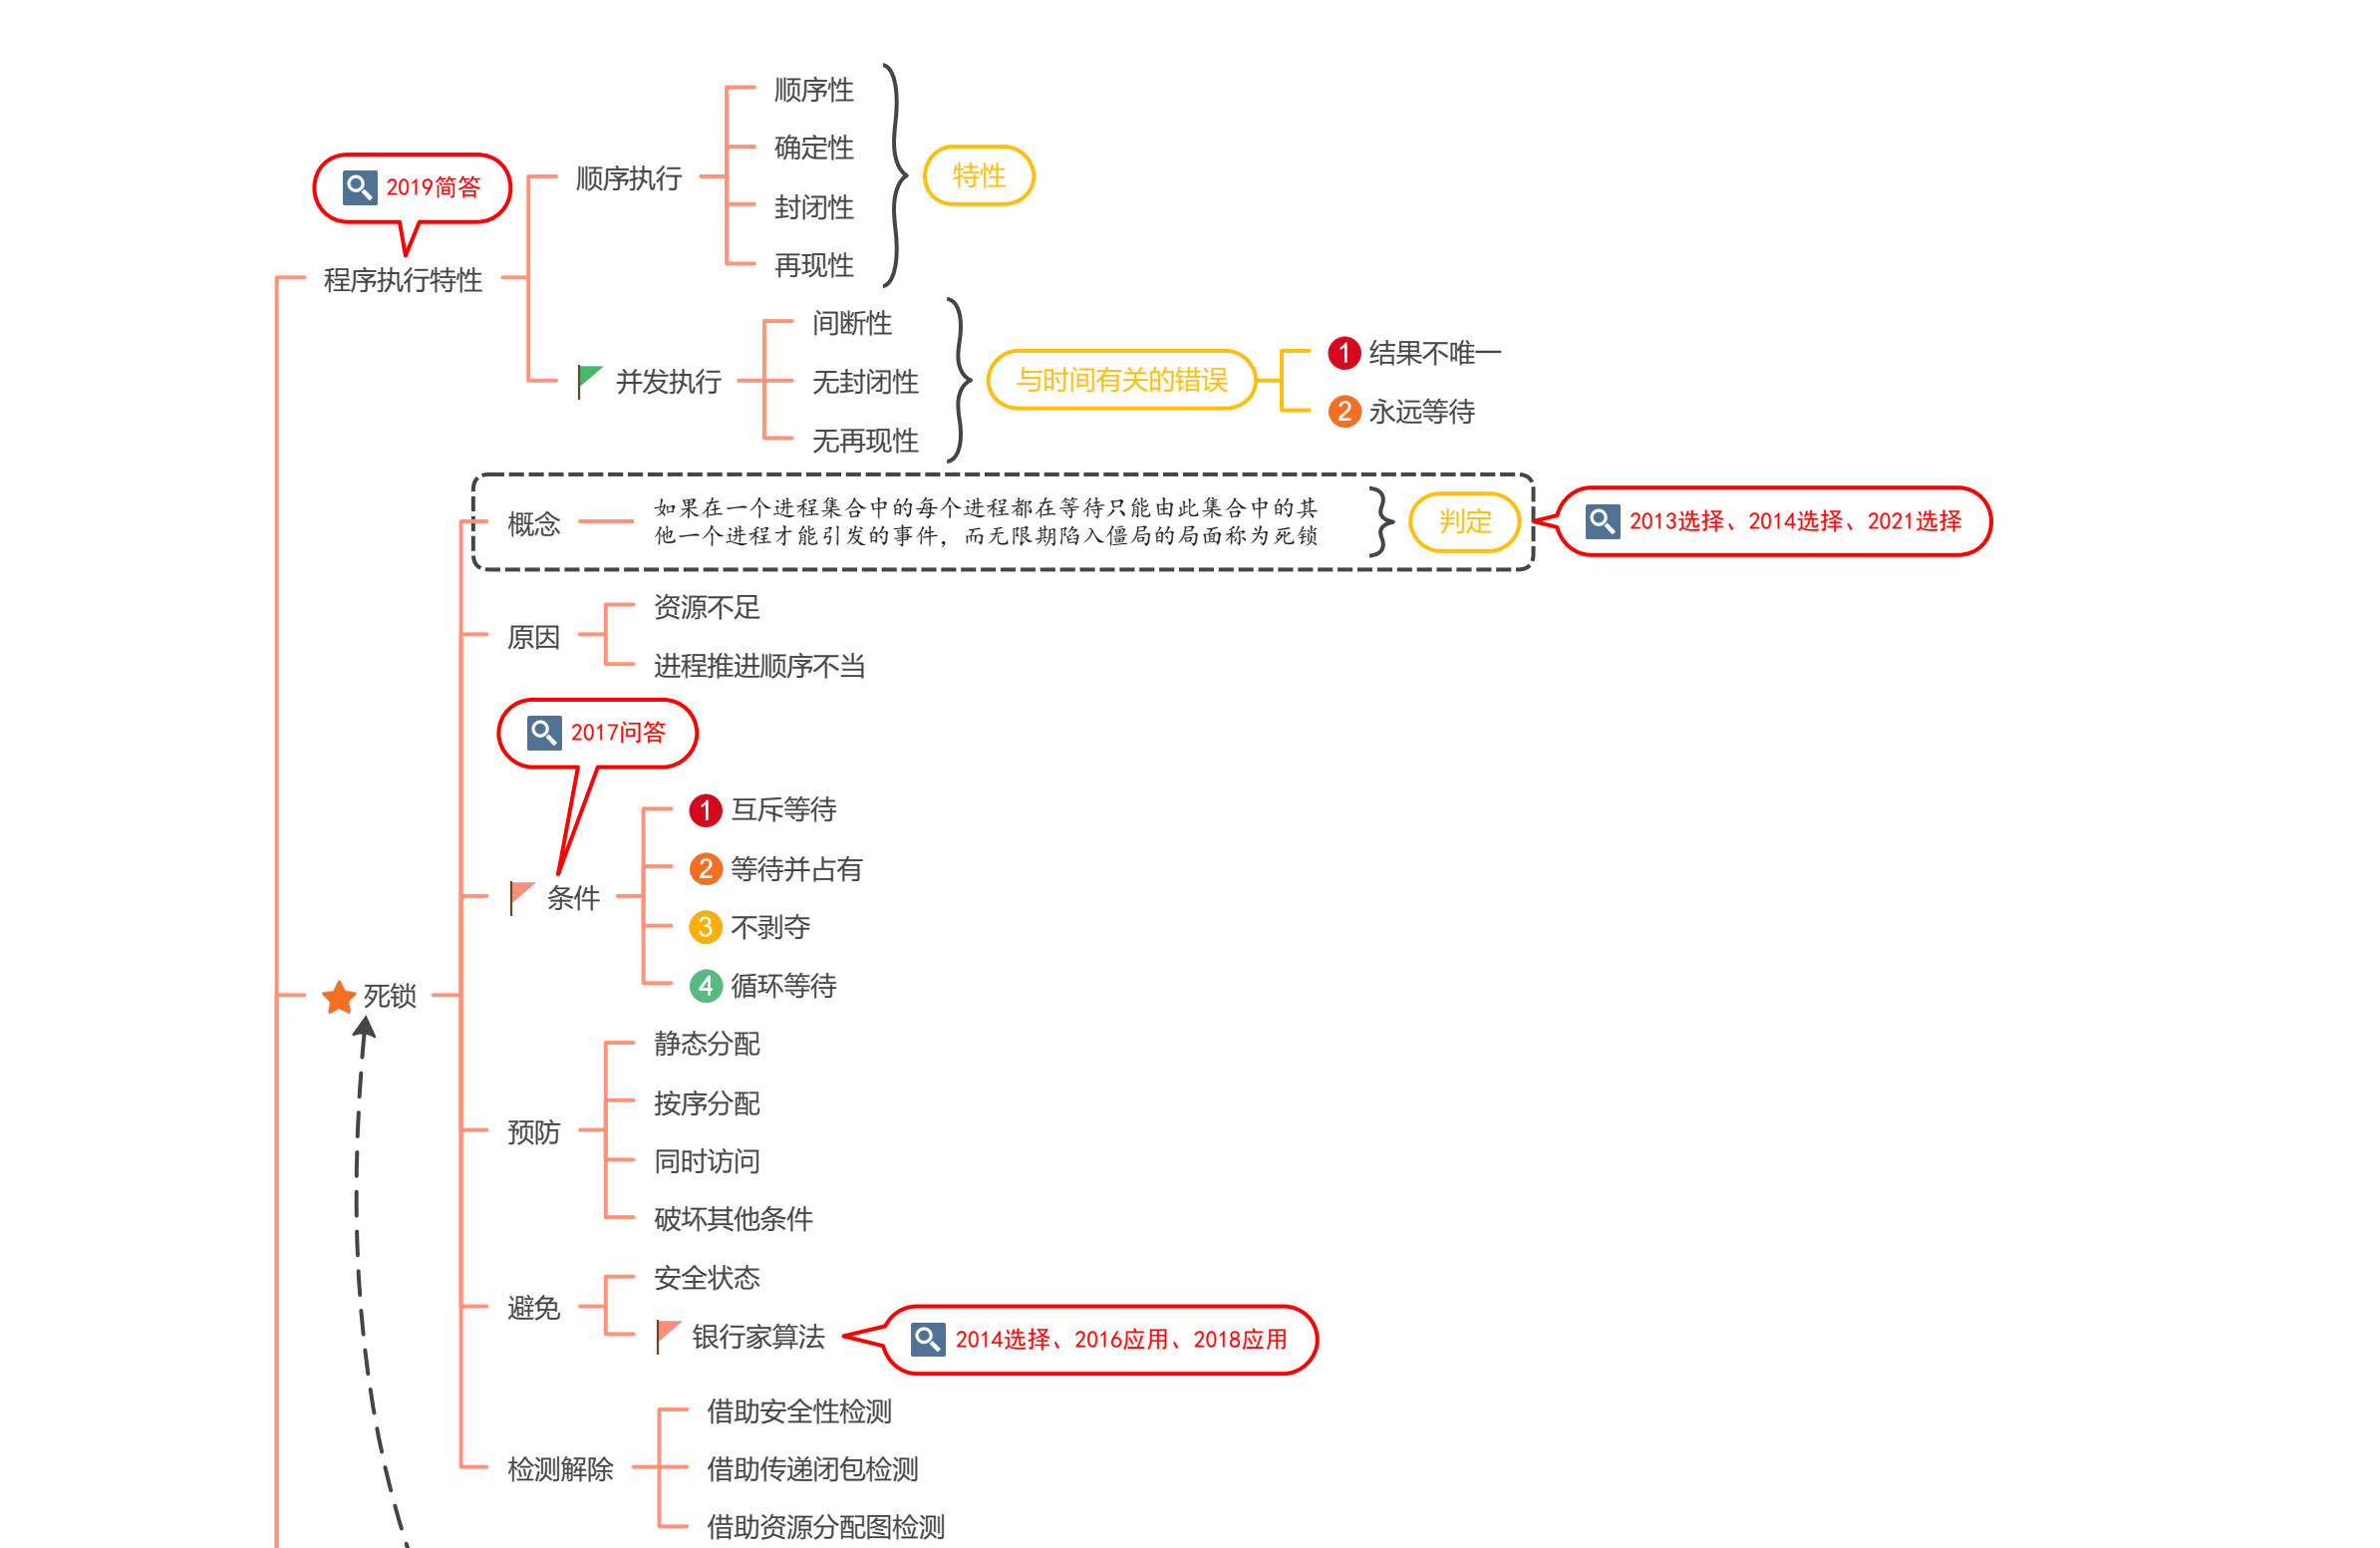 顺序性
确定性
封闭性
再现性
特性
2019简答
顺序执行
程序执行特性
间断性
无封闭性
无再现性
并发执行
与时间有关的错误
1 结果不唯一
2 永远等待
概念
如果在一个进程集合中的每个进程都在等待只能由此集合中的其
他一个进程才能引发的事件，而无限期陷入僵局的局面称为死锁
判定
2013选择、2014选择、2021选择
原因
资源不足
进程推进顺序不当
2017问答
条件
1 互斥等待
2 等待并占有
3 不剥夺
4 循环等待
死锁
预防
静态分配
按序分配
同时访问
破坏其他条件
避免
安全状态
银行家算法
2014选择、2016应用、2018应用
检测解除
借助安全性检测
借助传递闭包检测
借助资源分配图检测